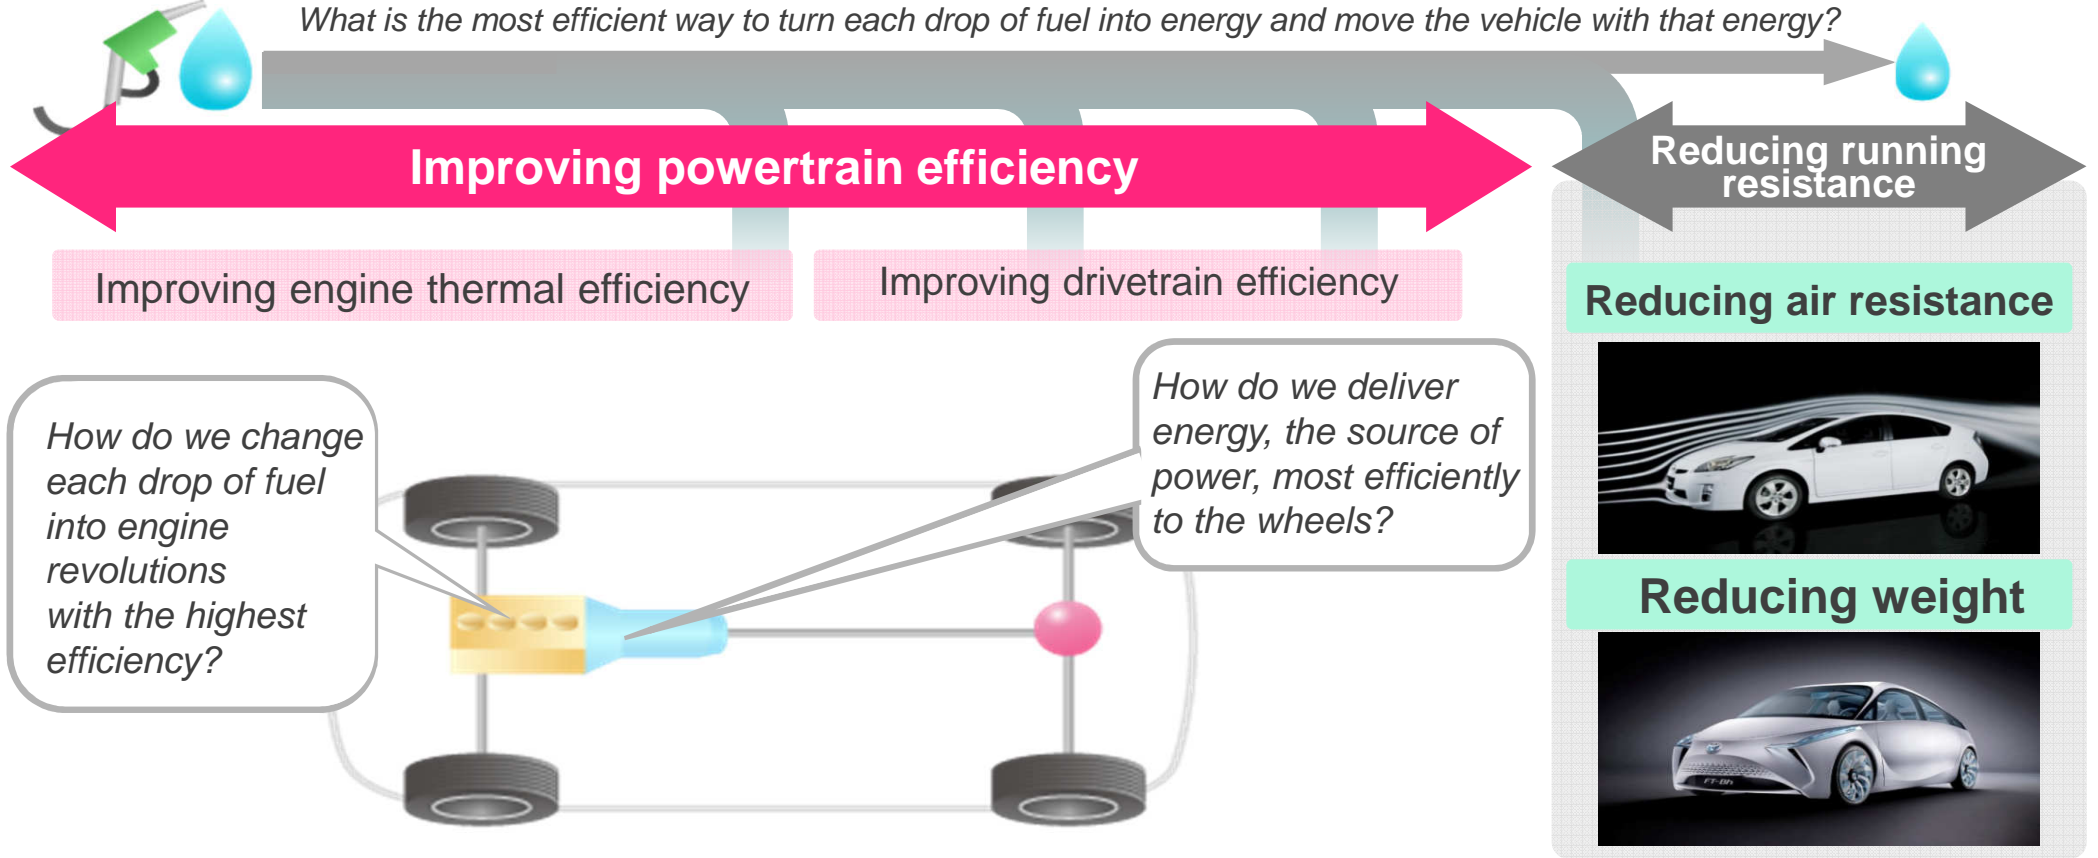 What is the most efficient way to turn each drop of fuel into energy and move the vehicle with that energy?
Improving powertrain efficiency
Reducing running
resistance
Improving engine thermal efficiency
Improving drivetrain efficiency
Reducing air resistance
How do we change
each drop of fuel
into engine
revolutions
with the highest
efficiency?
How do we deliver
energy, the source of
power, most efficiently
to the wheels?
Reducing weight
FT-Bh